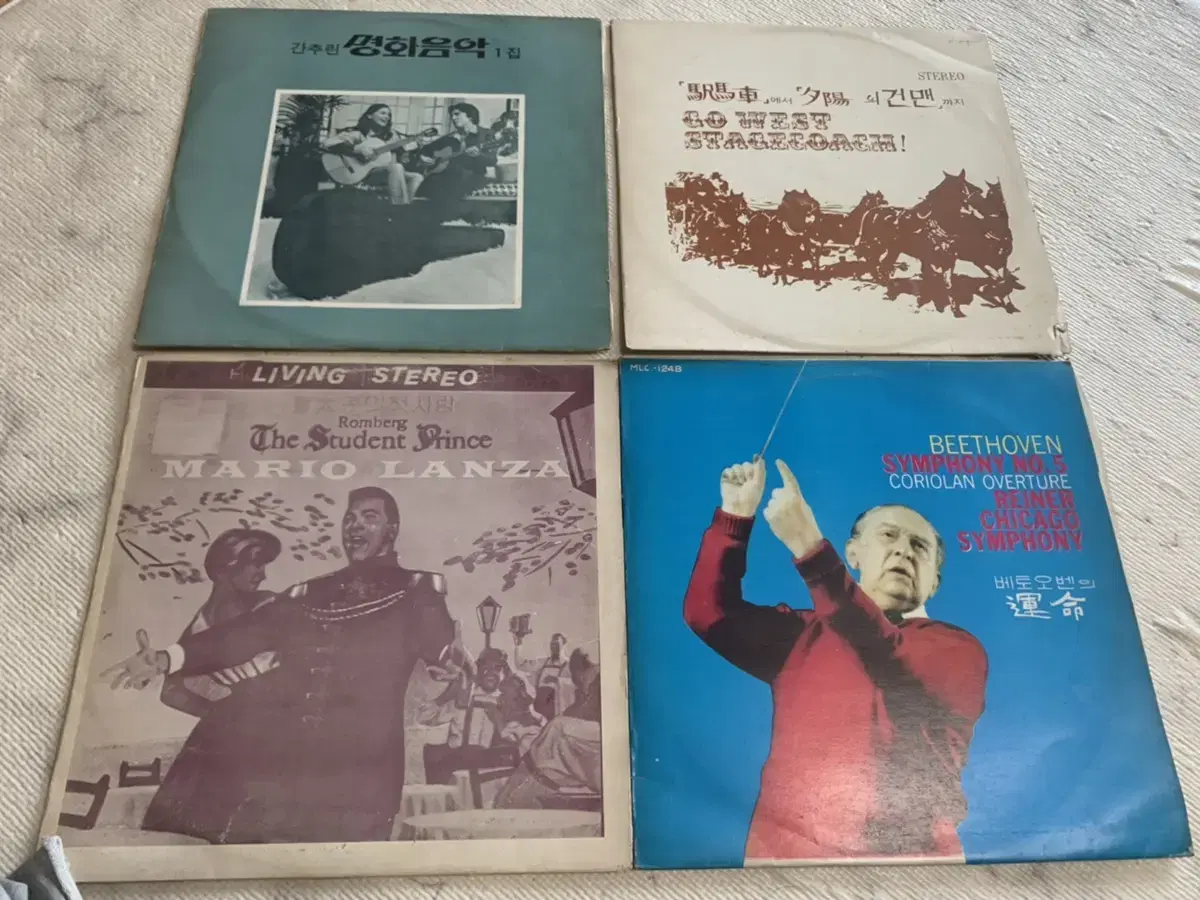 간추린 명화음악 1집
STEREO
「駅馬車」에서「夕陽의 건맨」까지
GO WEST
STAGECOACH!
LIVING STEREO
Romberg
The Student Prince
MARIO LANZA
MLC-1248
BEETHOVEN
SYMPHONY NO. 5
CORIOLAN OVERTURE
REINER
CHICAGO
SYMPHONY
베토오벤의
運命